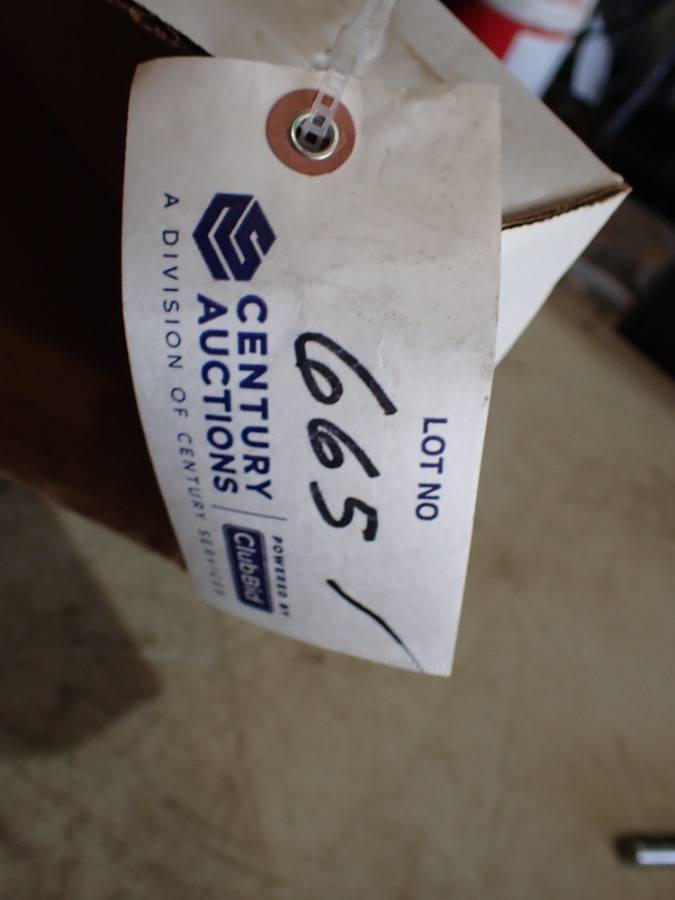 LOT NO
665
CENTURY
AUCTIONS
POWERED BY
ClubBid
A DIVISION OF CENTURY SERVICES